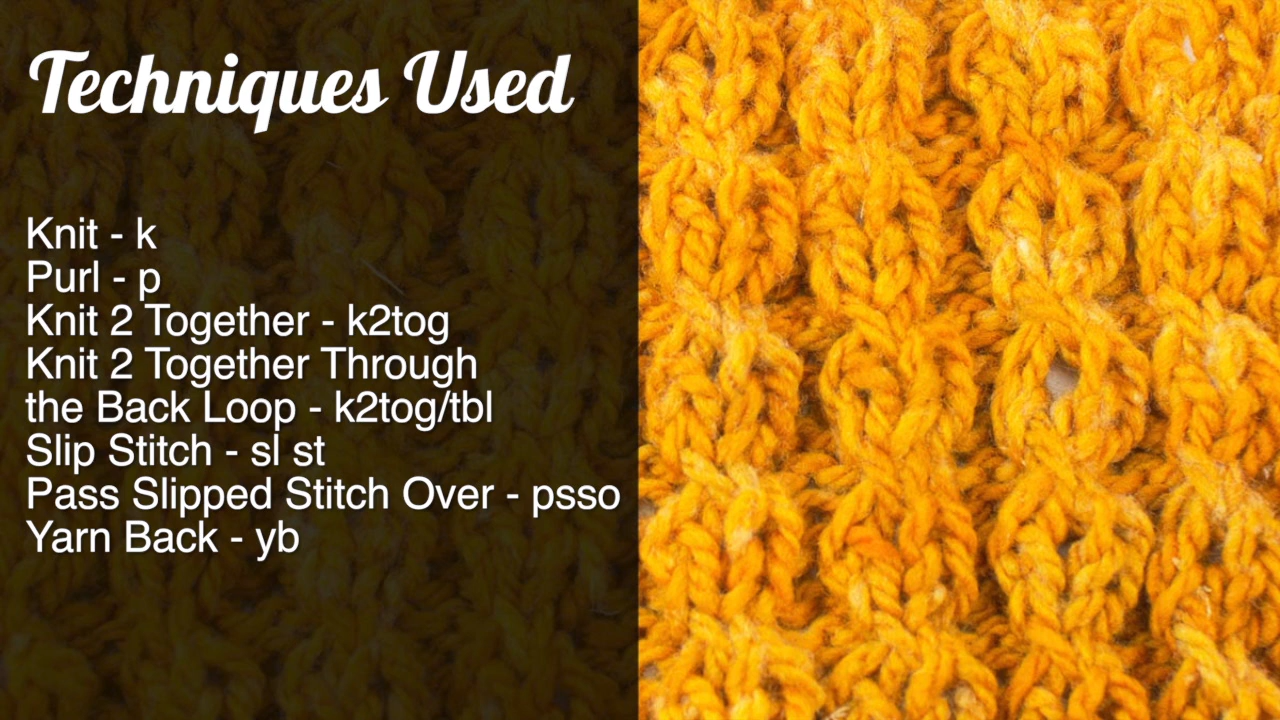 Techniques Used
Knit - k
Purl - p
Knit 2 Together - k2tog
Knit 2 Together Through
the Back Loop - k2tog/tbl
Slip Stitch - sl st
Pass Slipped Stitch Over - psso
Yarn Back - yb